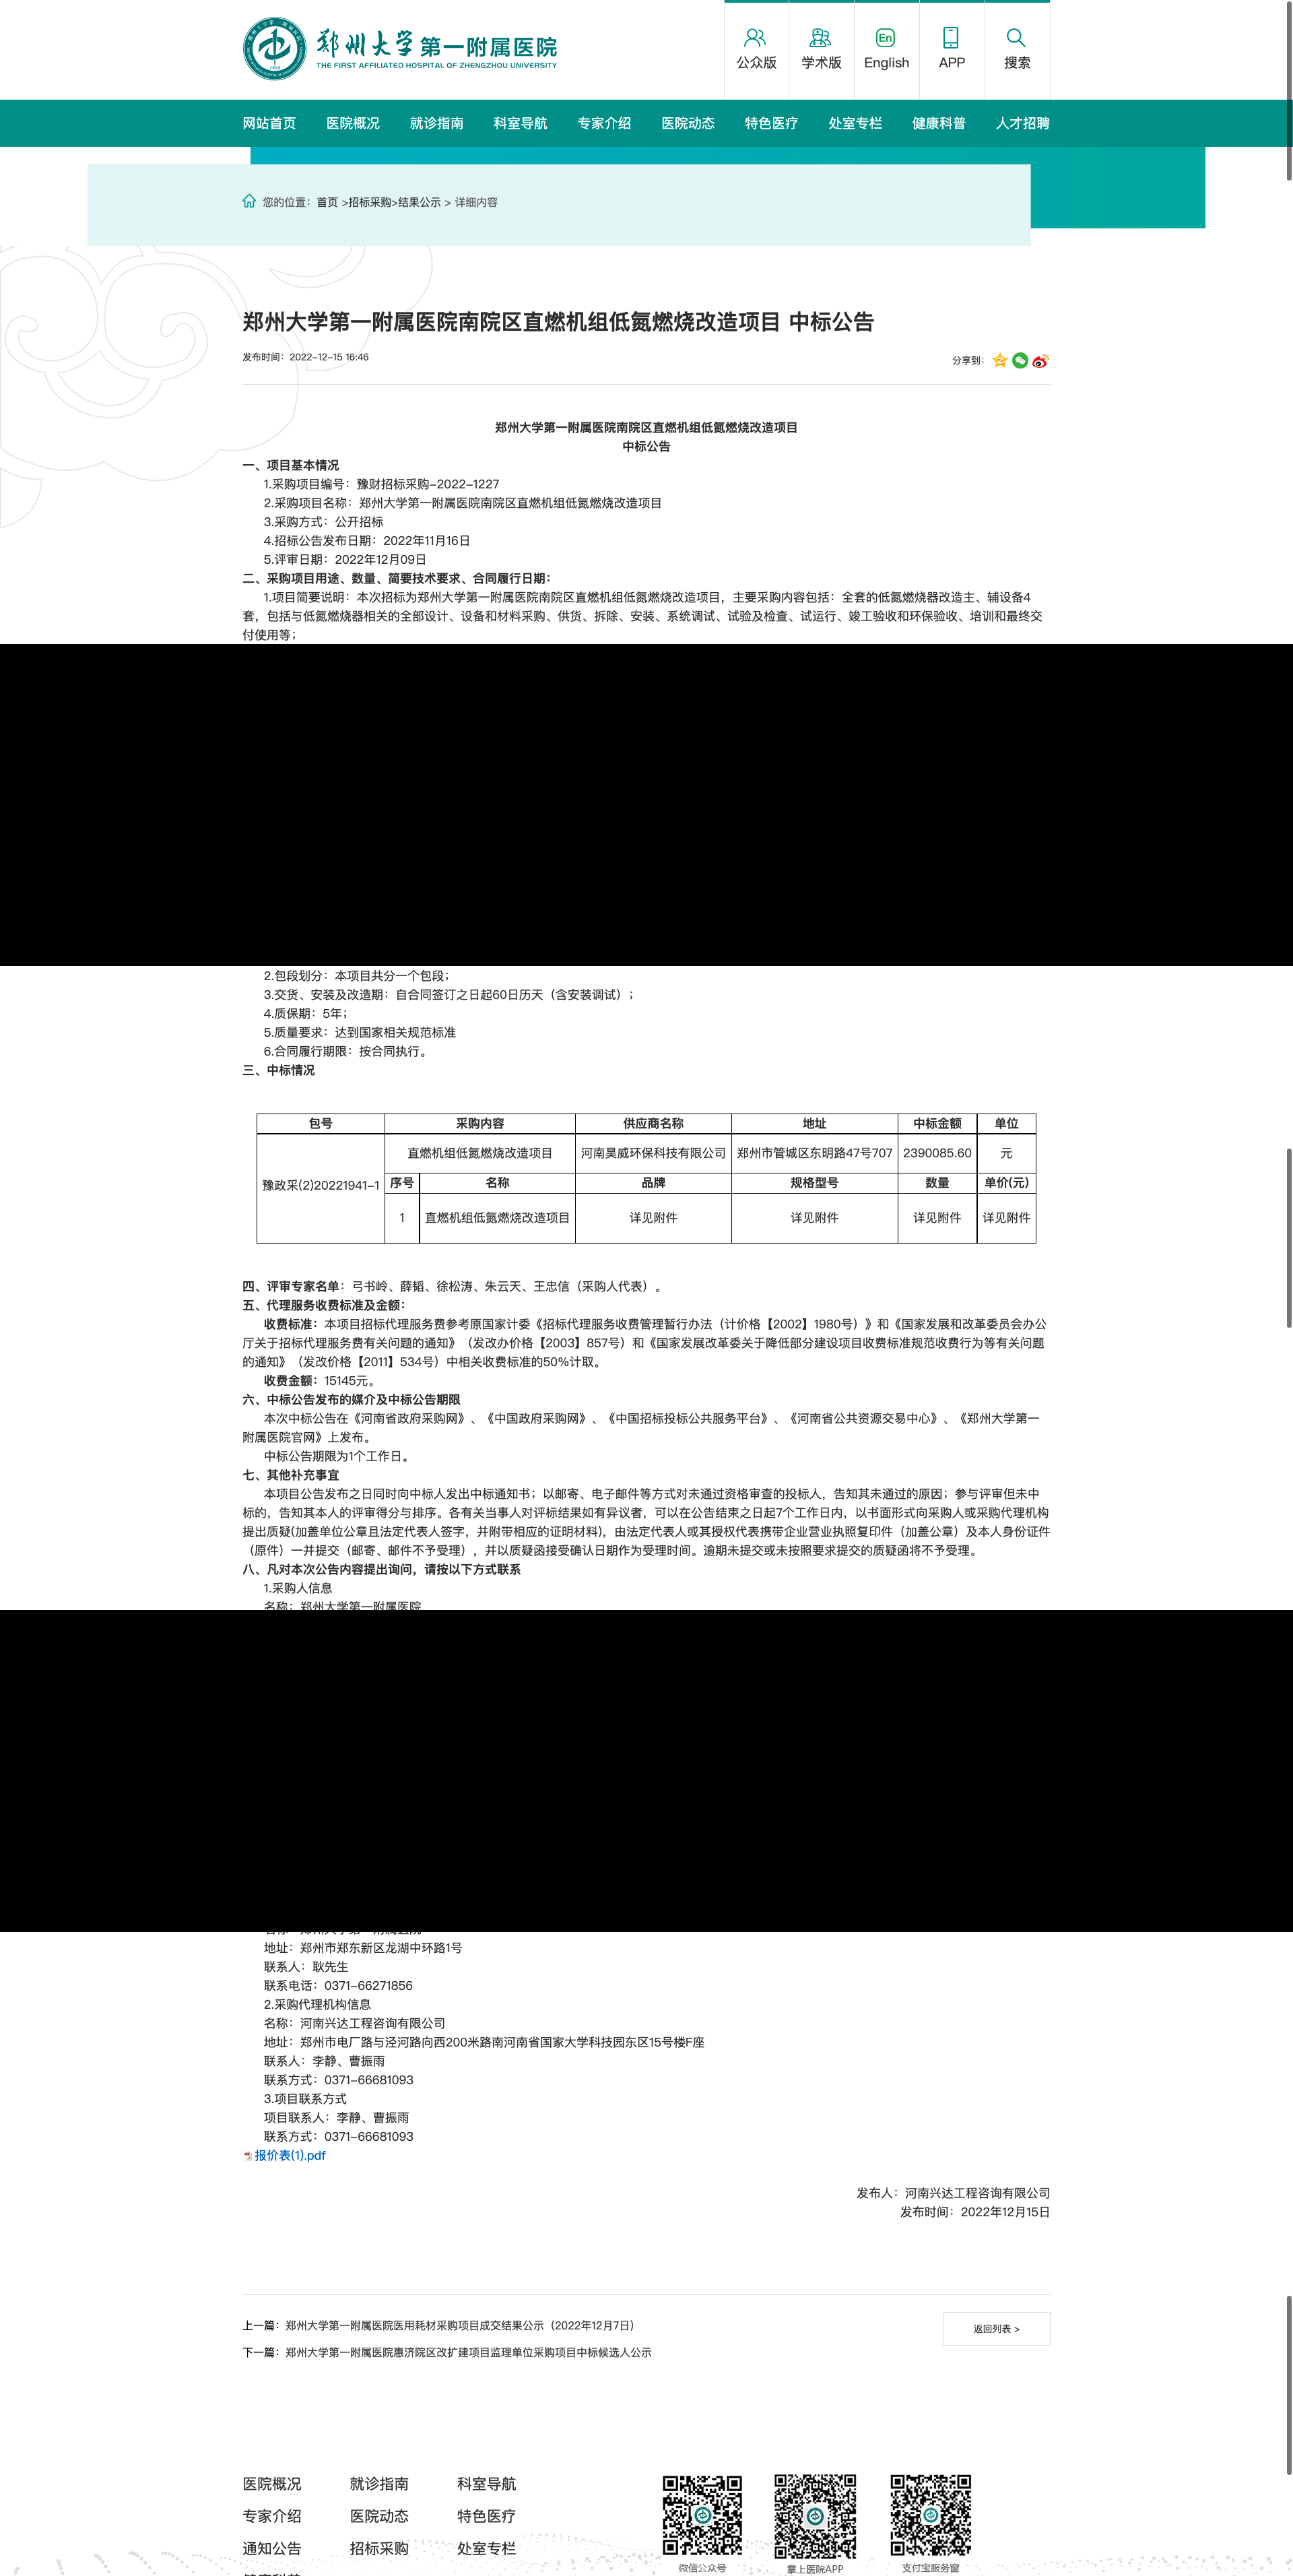 郑州大学第一附属医院
THE FIRST AFFILIATED HOSPITAL OF ZHENGZHOU UNIVERSITY
公众版 学术版 English APP 搜索
网站首页 医院概况 就诊指南 科室导航 专家介绍 医院动态 特色医疗 处室专栏 健康科普 人才招聘
您的位置：首页 >招标采购>结果公示 > 详细内容
郑州大学第一附属医院南院区直燃机组低氮燃烧改造项目 中标公告
发布时间：2022-12-15 16:46
分享到：
郑州大学第一附属医院南院区直燃机组低氮燃烧改造项目
中标公告
一、项目基本情况
1.采购项目编号：豫财招标采购-2022-1227
2.采购项目名称：郑州大学第一附属医院南院区直燃机组低氮燃烧改造项目
3.采购方式：公开招标
4.招标公告发布日期：2022年11月16日
5.评审日期：2022年12月09日
二、采购项目用途、数量、简要技术要求、合同履行日期：
1.项目简要说明：本次招标为郑州大学第一附属医院南院区直燃机组低氮燃烧改造项目，主要采购内容包括：全套的低氮燃烧器改造主、辅设备4
套，包括与低氮燃烧器相关的全部设计、设备和材料采购、供货、拆除、安装、系统调试、试验及检查、试运行、竣工验收和环保验收、培训和最终交
付使用等；
2.包段划分：本项目共分一个包段；
3.交货、安装及改造期：自合同签订之日起60日历天（含安装调试）；
4.质保期：5年；
5.质量要求：达到国家相关规范标准
6.合同履行期限：按合同执行。
三、中标情况
包号 采购内容 供应商名称 地址 中标金额 单位
豫政采(2)20221941-1 直燃机组低氮燃烧改造项目 河南昊威环保科技有限公司 郑州市管城区东明路47号707 2390085.60 元
序号 名称 品牌 规格型号 数量 单价(元)
1 直燃机组低氮燃烧改造项目 详见附件 详见附件 详见附件 详见附件
四、评审专家名单：弓书岭、薛韬、徐松涛、朱云天、王忠信（采购人代表）。
五、代理服务收费标准及金额：
收费标准：本项目招标代理服务费参考原国家计委《招标代理服务收费管理暂行办法（计价格【2002】1980号）》和《国家发展和改革委员会办公
厅关于招标代理服务费有关问题的通知》（发改办价格【2003】857号）和《国家发展改革委关于降低部分建设项目收费标准规范收费行为等有关问题
的通知》（发改价格【2011】534号）中相关收费标准的50%计取。
收费金额：15145元。
六、中标公告发布的媒介及中标公告期限
本次中标公告在《河南省政府采购网》、《中国政府采购网》、《中国招标投标公共服务平台》、《河南省公共资源交易中心》、《郑州大学第一
附属医院官网》上发布。
中标公告期限为1个工作日。
七、其他补充事宜
本项目公告发布之日同时向中标人发出中标通知书；以邮寄、电子邮件等方式对未通过资格审查的投标人，告知其未通过的原因；参与评审但未中
标的，告知其本人的评审得分与排序。各有关当事人对评标结果如有异议者，可以在公告结束之日起7个工作日内，以书面形式向采购人或采购代理机构
提出质疑(加盖单位公章且法定代表人签字，并附带相应的证明材料)，由法定代表人或其授权代表携带企业营业执照复印件（加盖公章）及本人身份证件
（原件）一并提交（邮寄、邮件不予受理），并以质疑函接受确认日期作为受理时间。逾期未提交或未按照要求提交的质疑函将不予受理。
八、凡对本次公告内容提出询问，请按以下方式联系
1.采购人信息
名称：郑州大学第一附属医院
地址：郑州市郑东新区龙湖中环路1号
联系人：耿先生
联系电话：0371-66271856
2.采购代理机构信息
名称：河南兴达工程咨询有限公司
地址：郑州市电厂路与泾河路向西200米路南河南省国家大学科技园东区15号楼F座
联系人：李静、曹振雨
联系方式：0371-66681093
3.项目联系方式
项目联系人：李静、曹振雨
联系方式：0371-66681093
报价表(1).pdf
发布人：河南兴达工程咨询有限公司
发布时间：2022年12月15日
上一篇：郑州大学第一附属医院医用耗材采购项目成交结果公示（2022年12月7日）
返回列表 >
下一篇：郑州大学第一附属医院惠济院区改扩建项目监理单位采购项目中标候选人公示
医院概况 就诊指南 科室导航
专家介绍 医院动态 特色医疗
通知公告 招标采购 处室专栏
微信公众号 掌上医院APP 支付宝服务窗